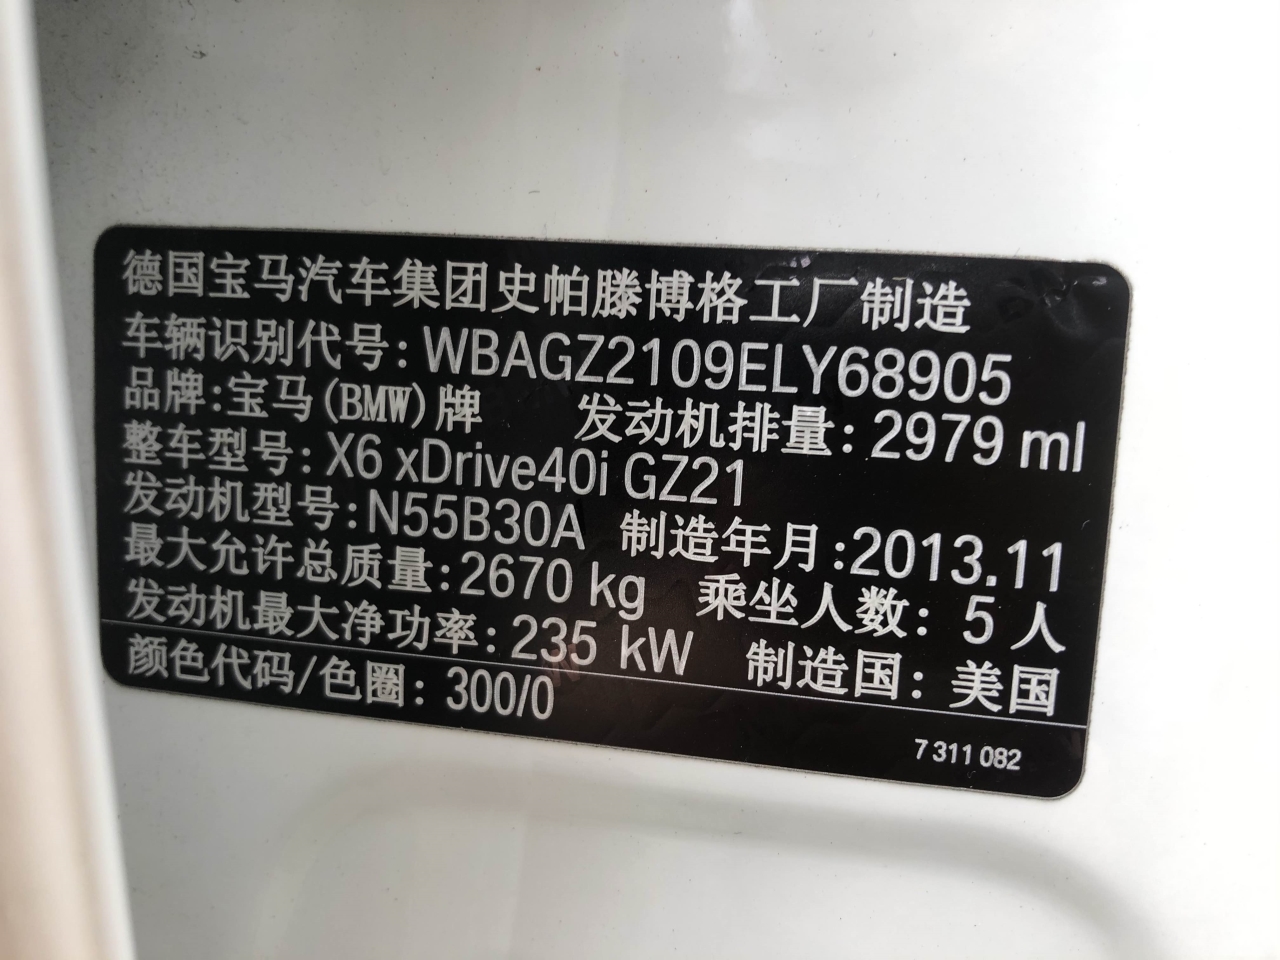 德国宝马汽车集团史帕滕博格工厂制造
车辆识别代号: WBAGZ2109ELY68905
品牌:宝马(BMW)牌 发动机排量: 2979 ml
整车型号: X6 xDrive40i GZ21
发动机型号:N55B30A 制造年月:2013.11
最大允许总质量:2670 kg 乘坐人数: 5 人
发动机最大净功率: 235 kW 制造国: 美国
颜色代码/色圈: 300/0
7 311 082